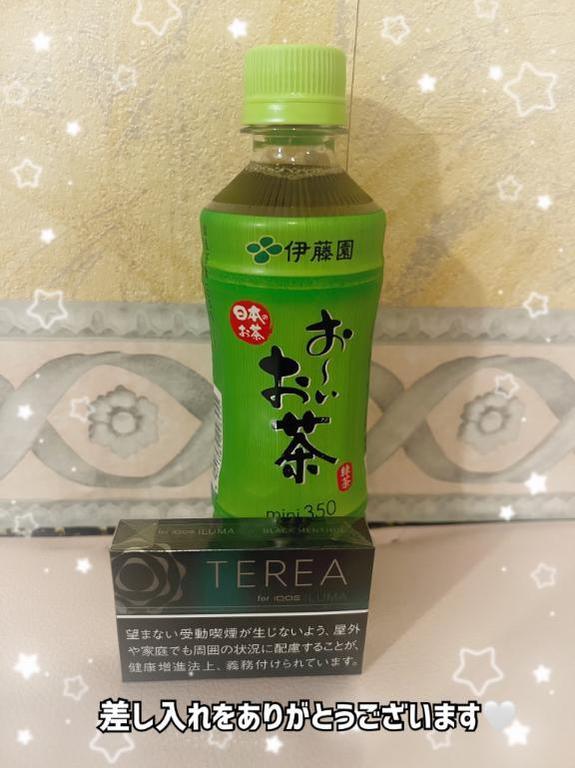 伊藤園
日本の
お茶
お～い
お茶
緑茶
mini 350
for IQOS ILUMA BLACK MENTHOL
TEREA
for IQOS ILUMA
望まない受動喫煙が生じないよう、屋外
や家庭でも周囲の状況に配慮することが、
健康増進法上、義務付けられています。
差し入れをありがとうございます🤍